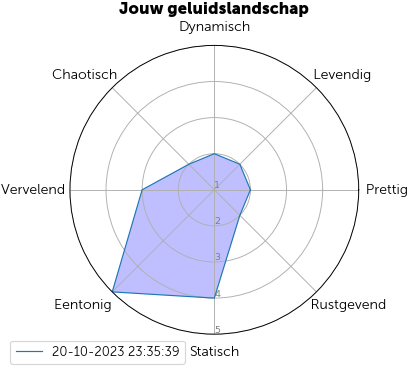 Jouw geluidslandschap
Dynamisch
Chaotisch
Levendig
Vervelend
Prettig
1
2
3
4
5
Eentonig
Rustgevend
20-10-2023 23:35:39
Statisch